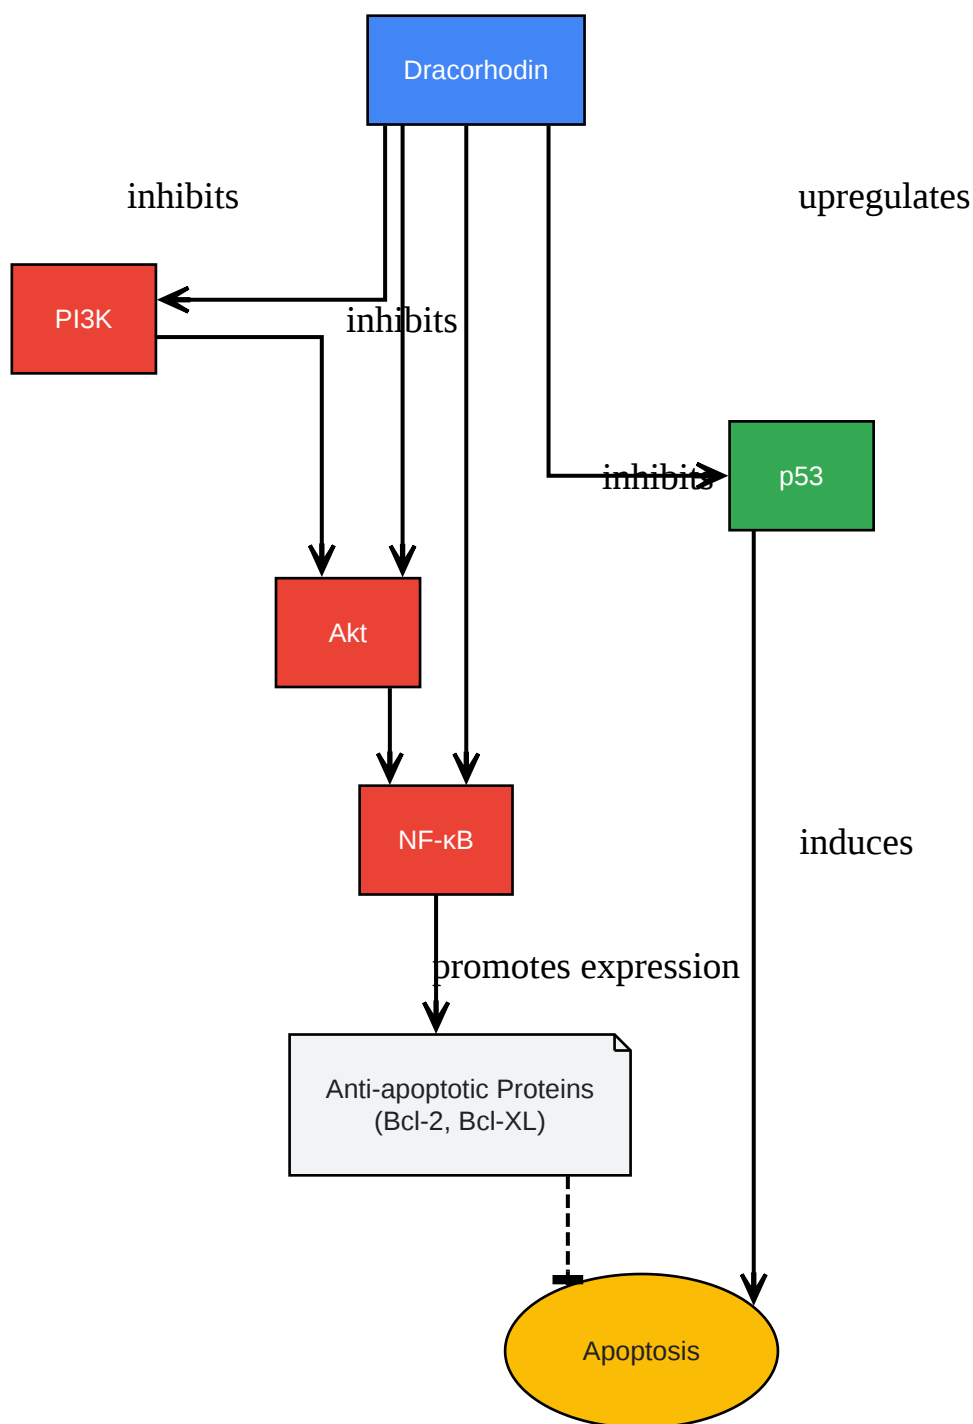 Dracorhodin
inhibits
upregulates
PI3K
inhibits
inhibits
p53
Akt
NF-κB
induces
promotes expression
Anti-apoptotic Proteins
(Bcl-2, Bcl-XL)
Apoptosis